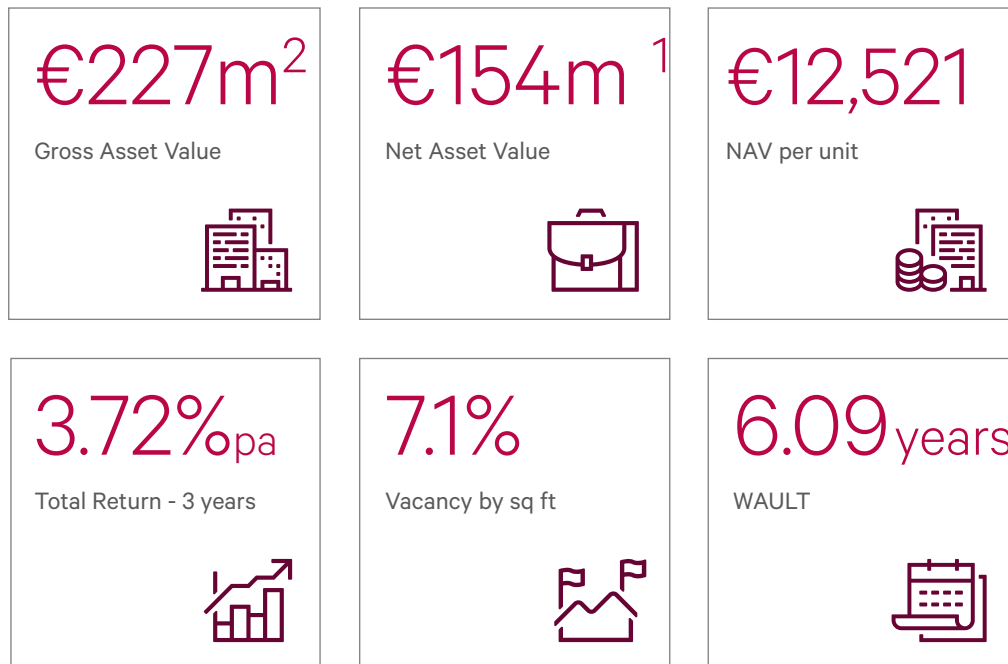 €227m²
Gross Asset Value
€154m ¹
Net Asset Value
€12,521
NAV per unit
3.72%pa
Total Return - 3 years
7.1%
Vacancy by sq ft
6.09 years
WAULT